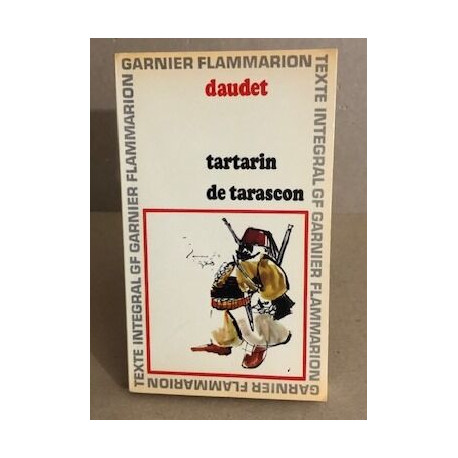 GARNIER FLAMMARION
daudet
tartarin
de tarascon
TEXTE INTEGRAL GF GARNIER FLAMMARION
GARNIER FLAMMARION
TEXTE INTEGRAL GF GARNIER FLAMMARION